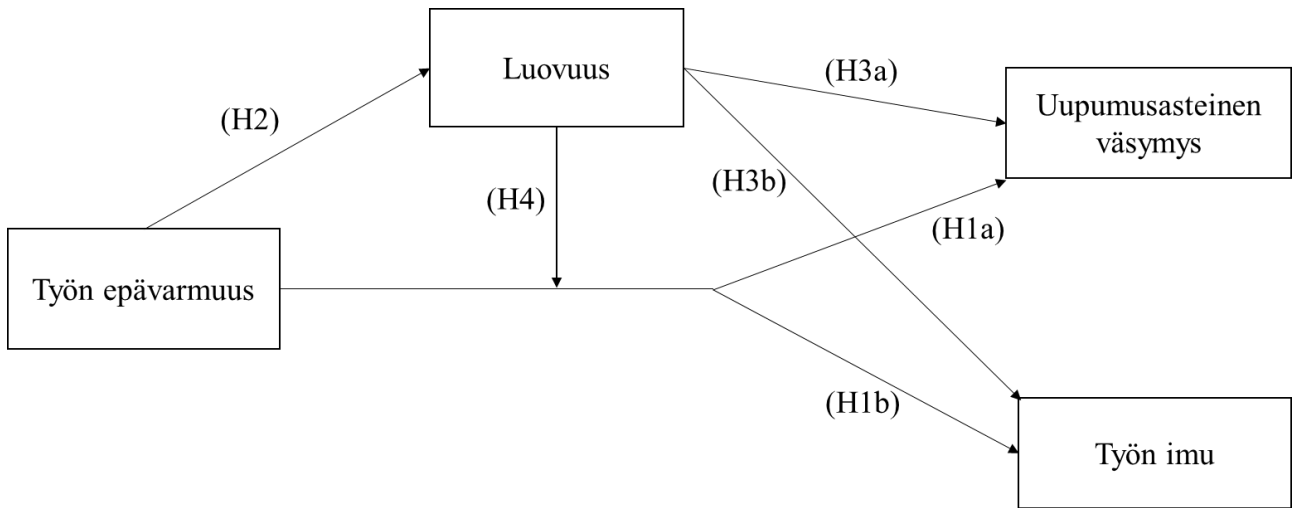 Luovuus
(H3a)
Uupumusasteinen
väsymys
(H2)
(H3b)
(H4)
(H1a)
Työn epävarmuus
(H1b)
Työn imu